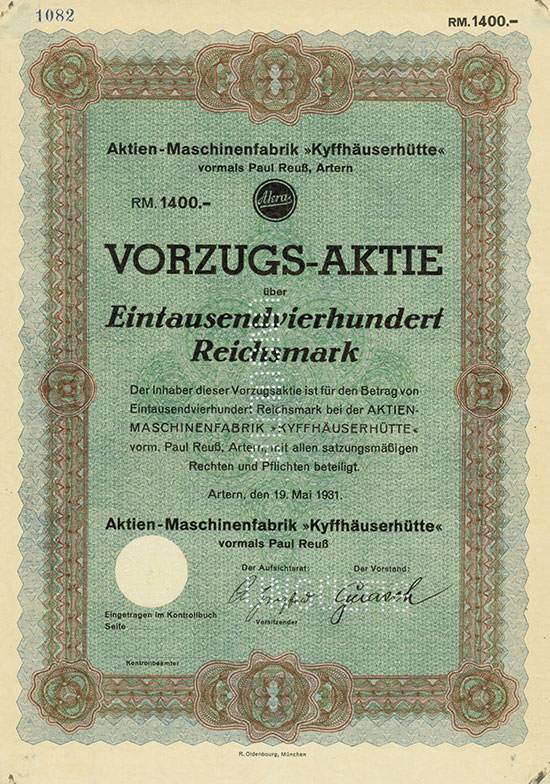 1082
RM. 1400.–
Aktien-Maschinenfabrik »Kyffhäuserhütte«
vormals Paul Reuß, Artern
RM. 1400.–
Akra
VORZUGS-AKTIE
über
Eintausendvierhundert
Reichsmark
Der Inhaber dieser Vorzugsaktie ist für den Betrag von
Eintausendvierhundert Reichsmark bei der AKTIEN-
MASCHINENFABRIK »KYFFHÄUSERHÜTTE«
vorm. Paul Reuß, Artern, mit allen satzungsmäßigen
Rechten und Pflichten beteiligt.
Artern, den 19. Mai 1931.
Aktien-Maschinenfabrik »Kyffhäuserhütte«
vormals Paul Reuß
Der Aufsichtsrat: Der Vorstand:
Vorsitzender
Eingetragen im Kontrollbuch
Seite
Kontrollbeamter
R. Oldenbourg, München